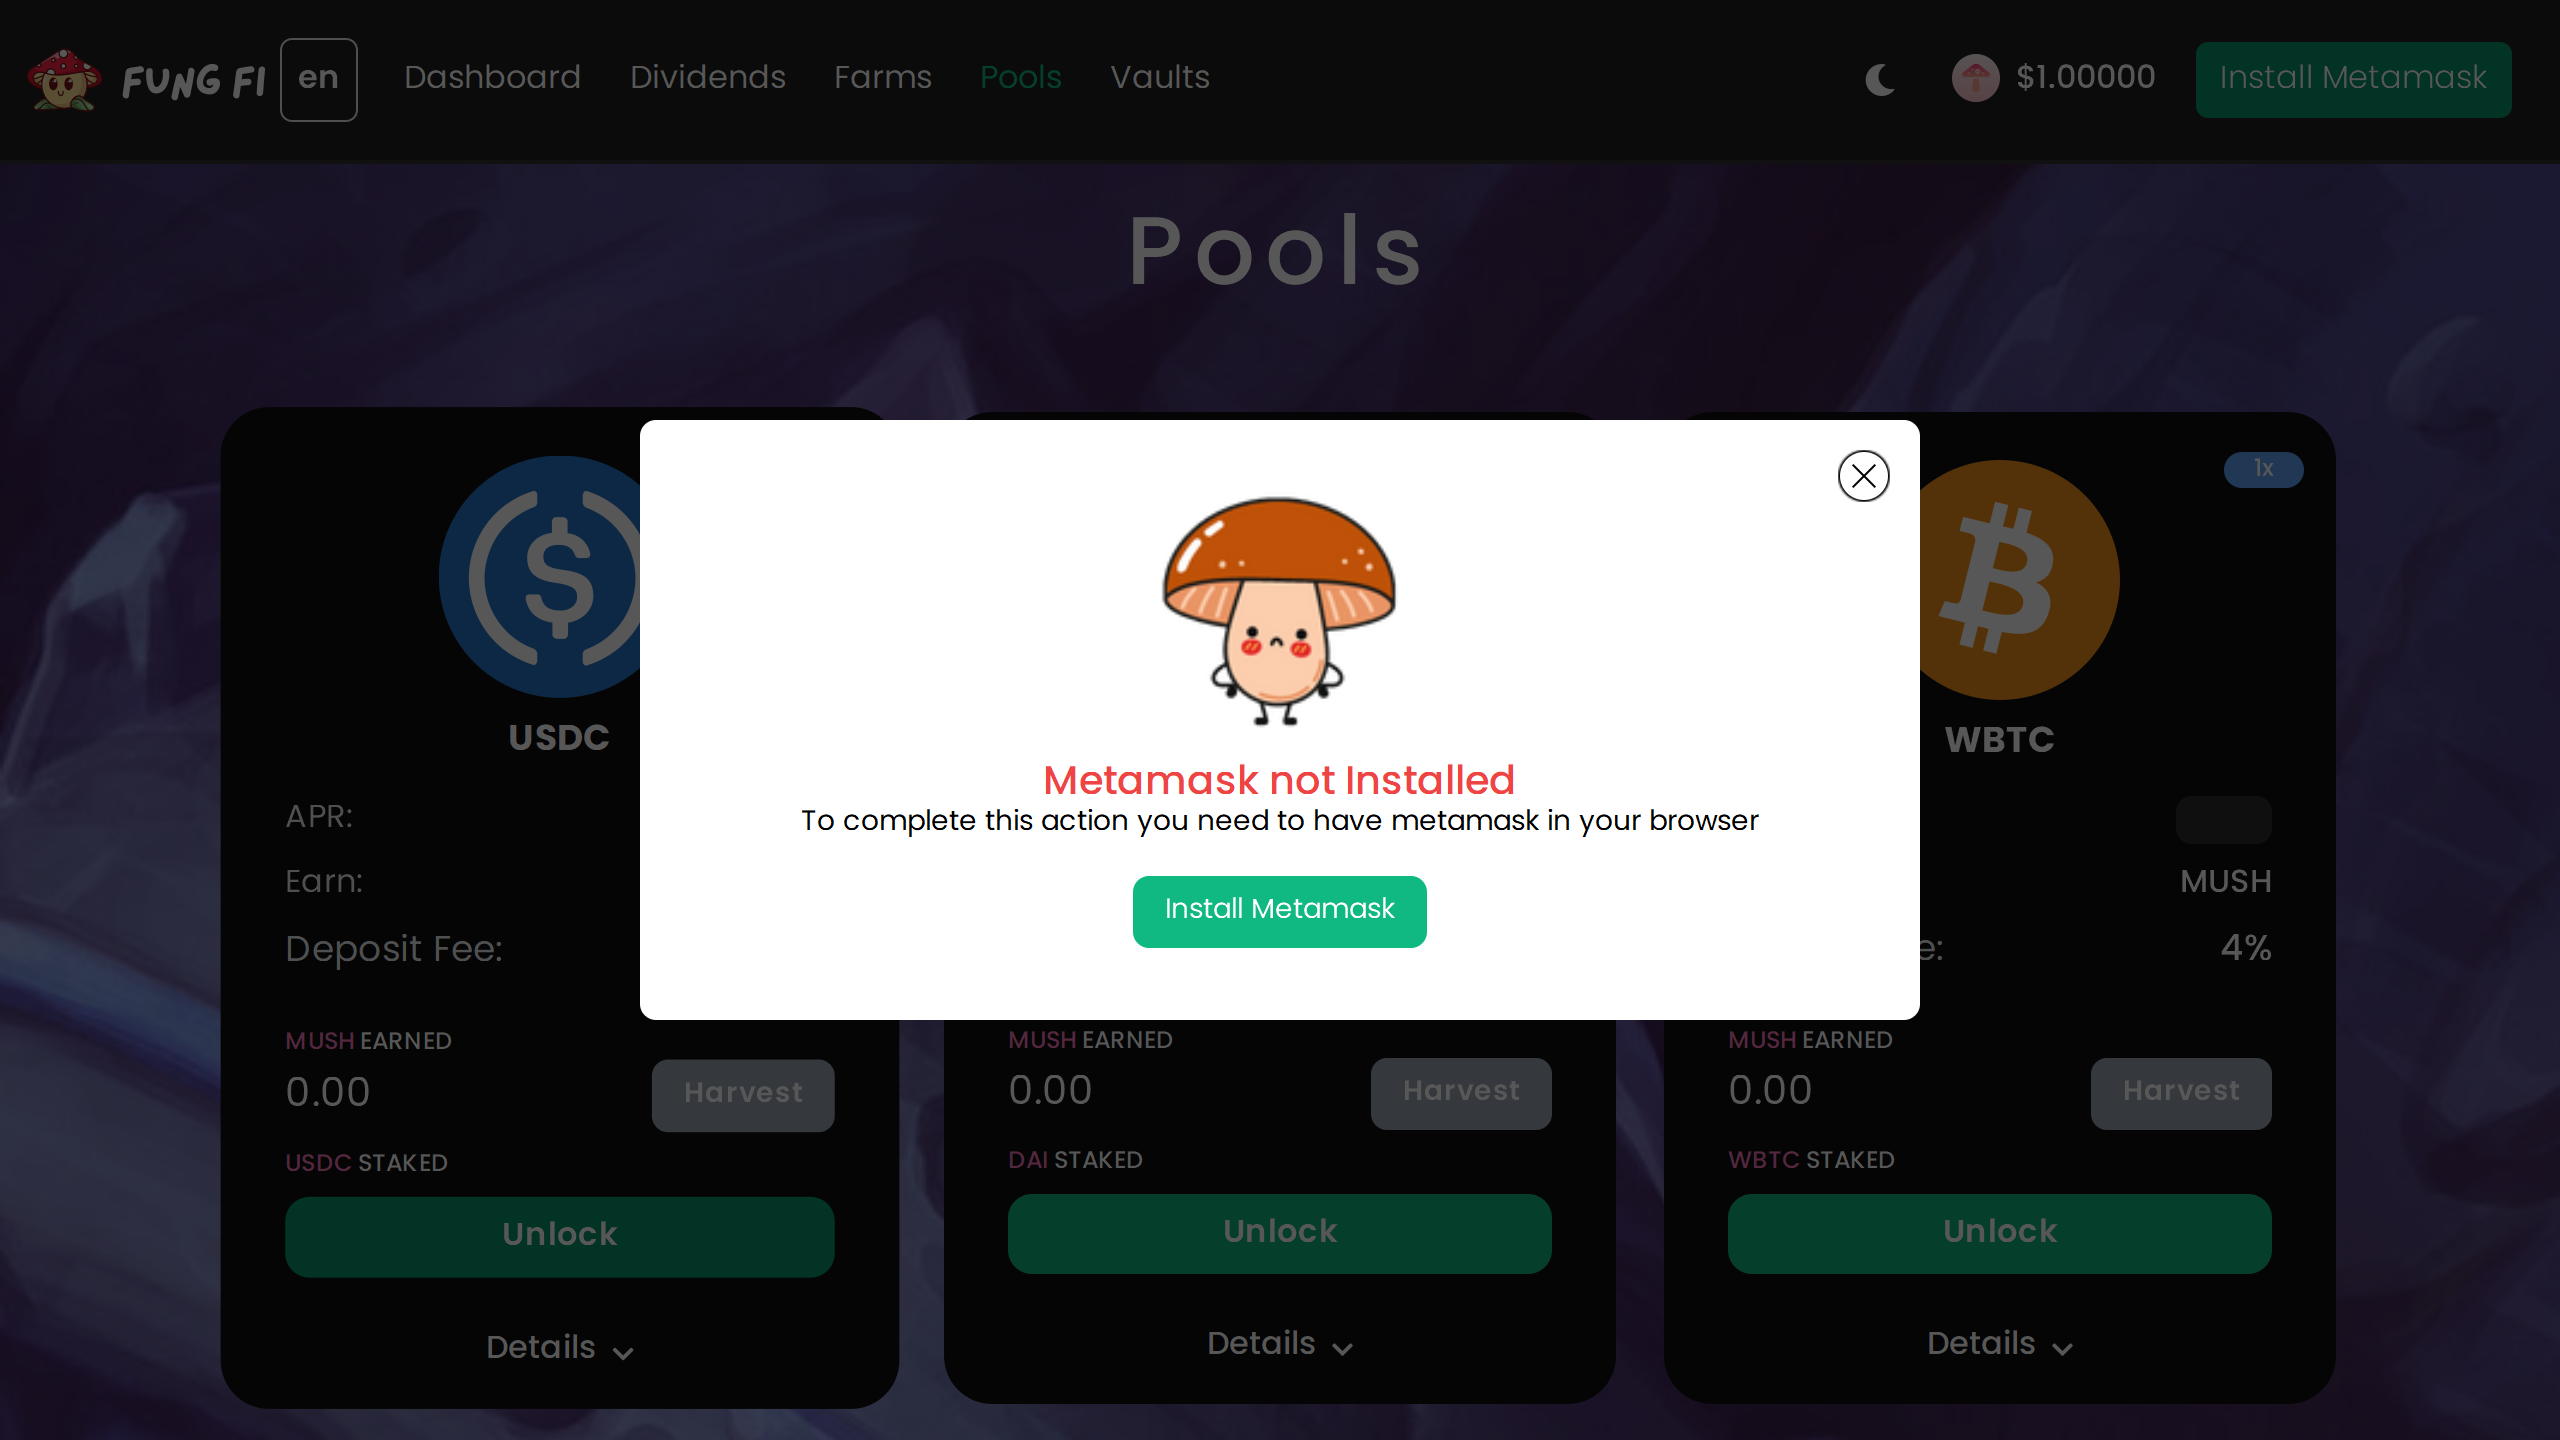 FUNG FI en Dashboard Dividends Farms Pools Vaults $1.00000 Install Metamask
Pools
1x
USDC
WBTC
Metamask not Installed
To complete this action you need to have metamask in your browser
Install Metamask
APR:
Earn:
MUSH
Deposit Fee:
e: 4%
MUSH EARNED
0.00
Harvest
USDC STAKED
Unlock
Details
MUSH EARNED
0.00
Harvest
DAI STAKED
Unlock
Details
MUSH EARNED
0.00
Harvest
WBTC STAKED
Unlock
Details